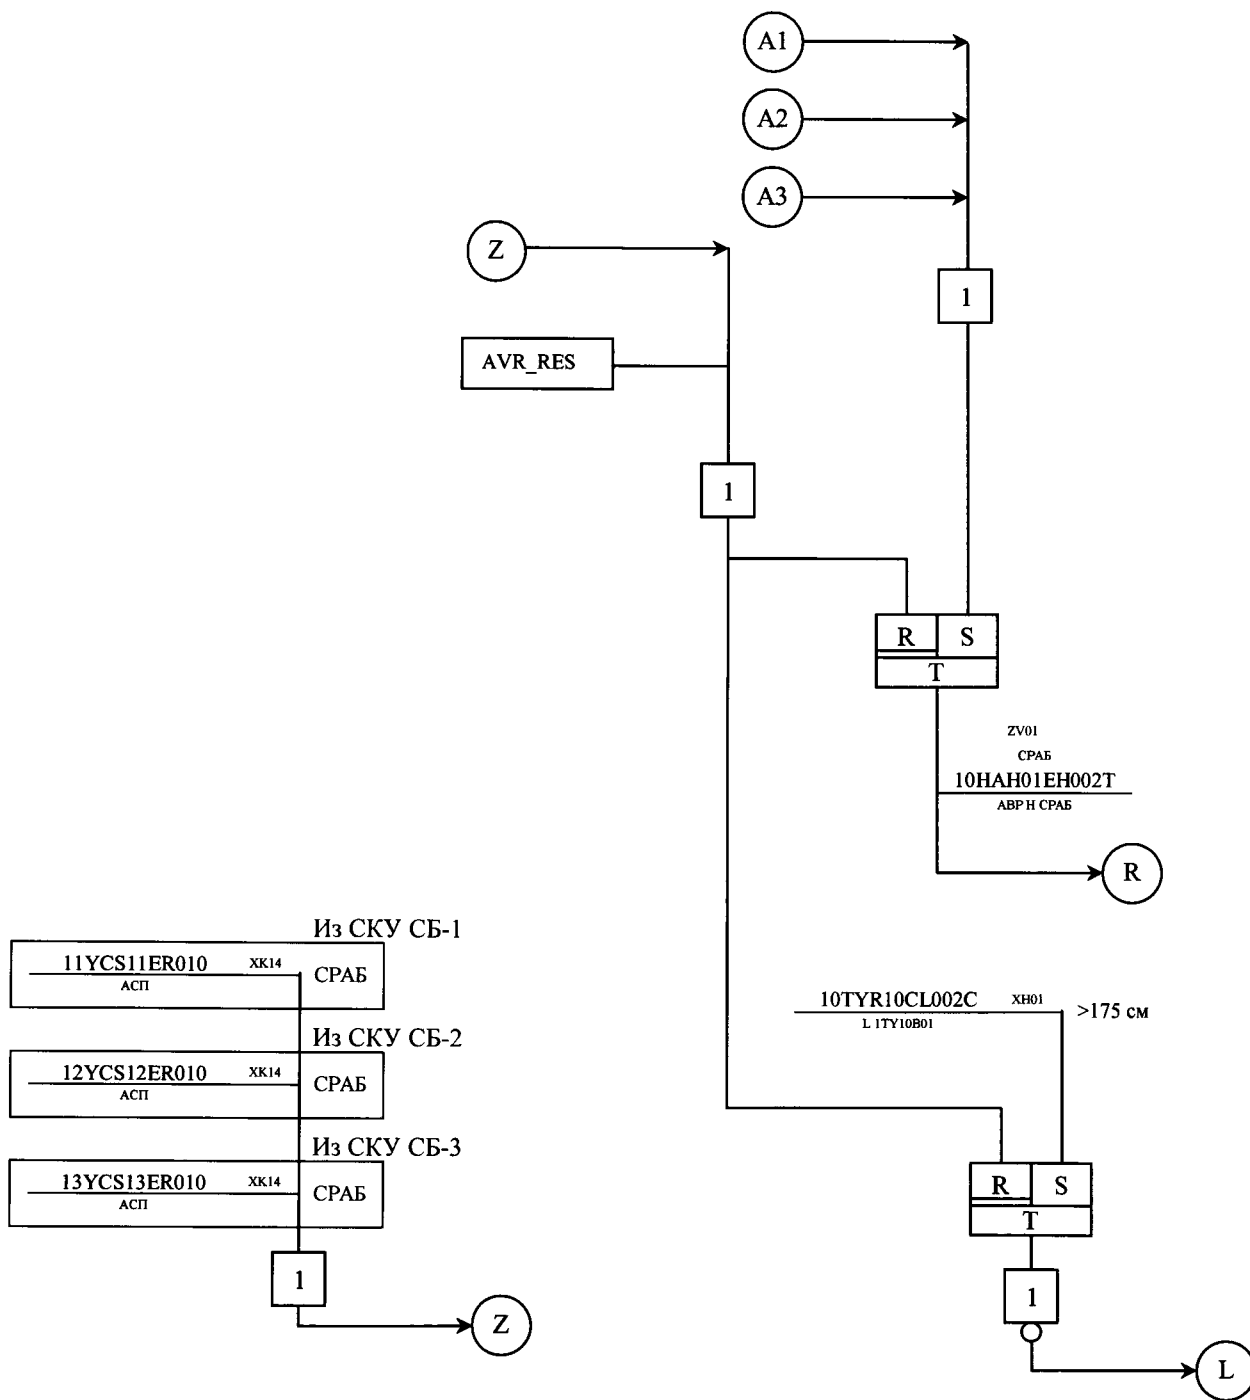 A1
A2
A3
Z
1
AVR_RES
1
R S
T
ZV01
СРАБ
10HAH01EH002T
АВР Н СРАБ
R
Из СКУ СБ-1
11YCS11ER010 XK14 СРАБ
АСП
10TYR10CL002C XH01 >175 см
L 1TY10B01
Из СКУ СБ-2
12YCS12ER010 XK14 СРАБ
АСП
Из СКУ СБ-3
13YCS13ER010 XK14 СРАБ
АСП
R S
T
1
1
Z
L